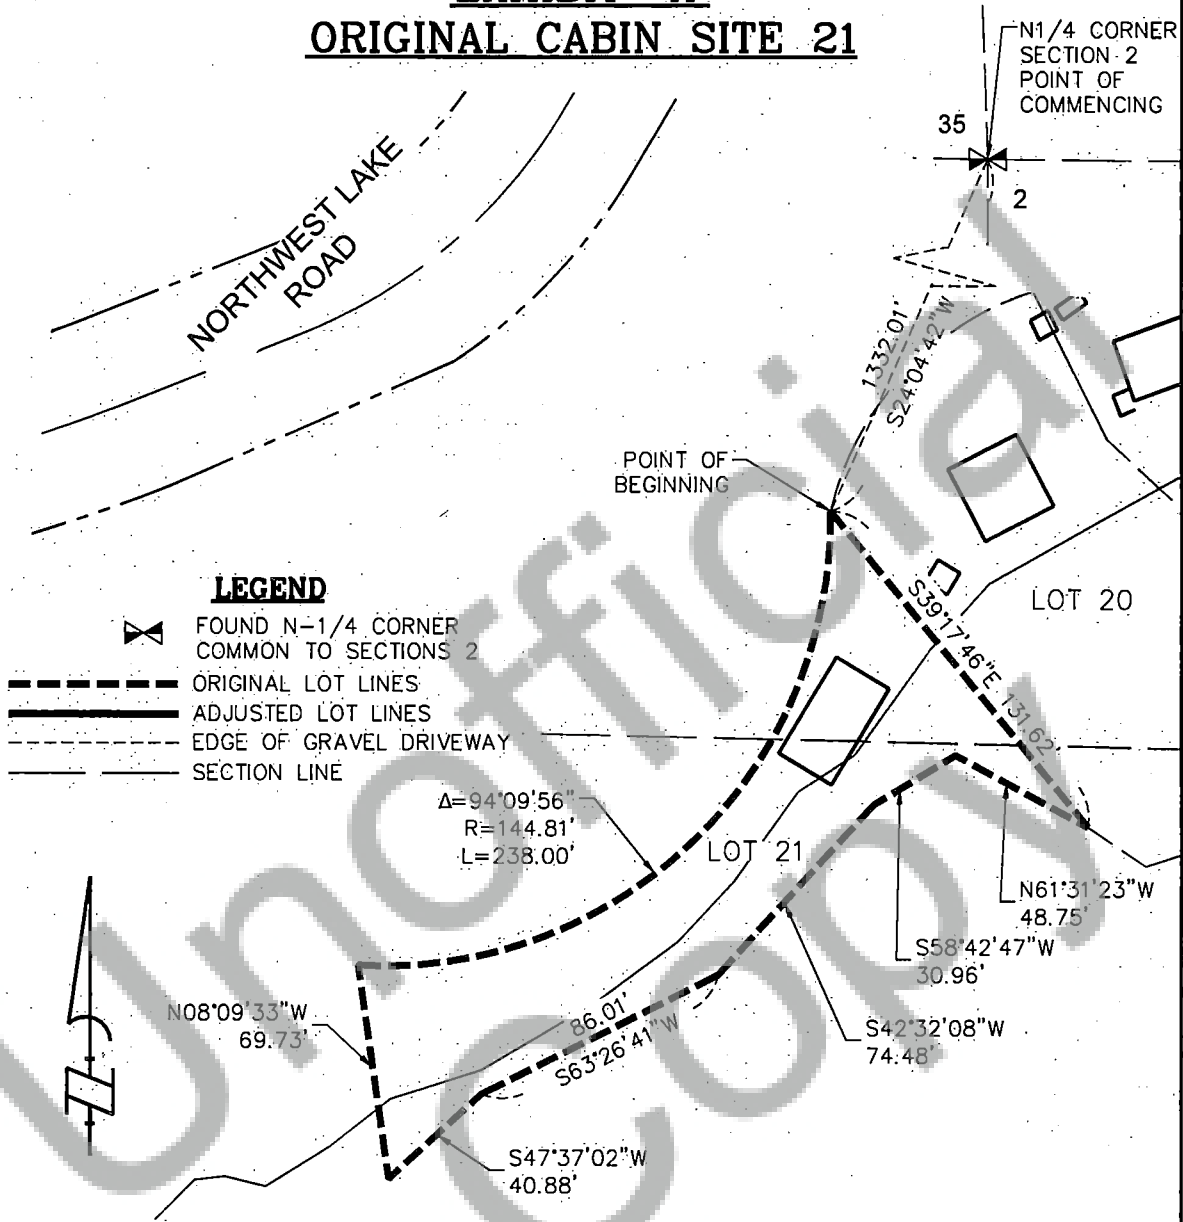 ORIGINAL CABIN SITE 21
N1/4 CORNER
SECTION 2
POINT OF
COMMENCING
35
2
NORTHWEST LAKE
ROAD
1332.01'
S24°04'42"W
POINT OF
BEGINNING
LEGEND
FOUND N-1/4 CORNER
COMMON TO SECTIONS 2
ORIGINAL LOT LINES
ADJUSTED LOT LINES
EDGE OF GRAVEL DRIVEWAY
SECTION LINE
LOT 20
S39°17'46"E 131.62'
Δ=94°09'56"
R=144.81'
L=238.00'
LOT 21
N61°31'23"W
48.75'
S58°42'47"W
30.96'
S42°32'08"W
74.48'
N08°09'33"W
69.73'
86.01'
S63°26'41"W
S47°37'02"W
40.88'
Unofficial
Copy